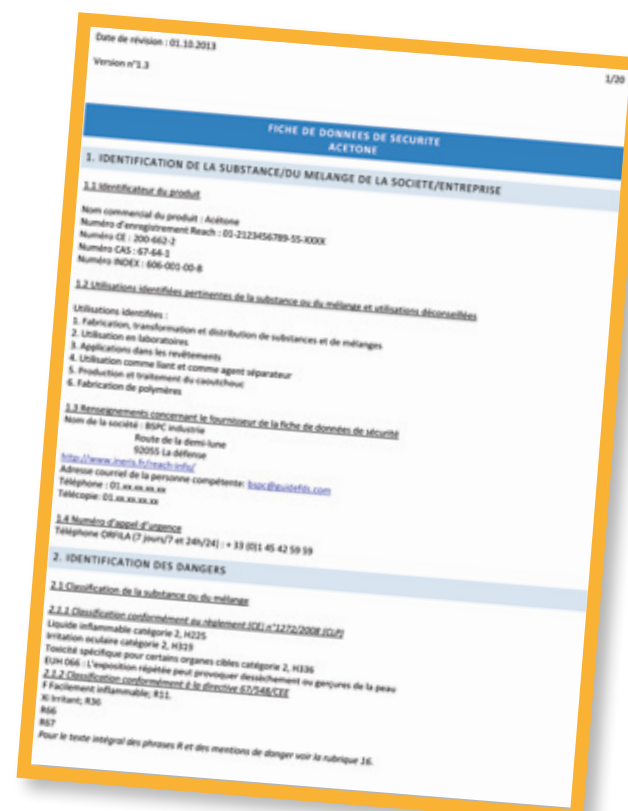 Date de révision : 01.10.2013
Version n°1.3
1/20
FICHE DE DONNEES DE SECURITE
ACETONE
1. IDENTIFICATION DE LA SUBSTANCE/DU MELANGE DE LA SOCIETE/ENTREPRISE
1.1 Identificateur du produit
Nom commercial du produit : Acétone
Numéro d'enregistrement Reach : 01-2123456789-55-XXXX
Numéro CE : 200-662-2
Numéro CAS : 67-64-1
Numéro INDEX : 606-001-00-8
1.2 Utilisations identifiées pertinentes de la substance ou du mélange et utilisations déconseillées
Utilisations identifiées :
1. Fabrication, transformation et distribution de substances et de mélanges
2. Utilisation en laboratoires
3. Applications dans les revêtements
4. Utilisation comme liant et comme agent séparateur
5. Production et traitement du caoutchouc
6. Fabrication de polymères
1.3 Renseignements concernant le fournisseur de la fiche de données de sécurité
Nom de la société : BSPC industrie
Route de la demi-lune
92055 La défense
http://www.ineris.fr/reach-info/
Adresse courriel de la personne compétente: bspc@guidefds.com
Téléphone : 01.xx.xx.xx.xx
Télécopie: 01.xx.xx.xx.xx
1.4 Numéro d'appel d'urgence
Téléphone ORFILA (7 jours/7 et 24h/24) : + 33 (0)1 45 42 59 59
2. IDENTIFICATION DES DANGERS
2.1 Classification de la substance ou du mélange
2.1.1 Classification conformément au règlement (CE) n°1272/2008 (CLP)
Liquide inflammable catégorie 2, H225
Irritation oculaire catégorie 2, H319
Toxicité spécifique pour certains organes cibles catégorie 2, H336
EUH 066 : L'exposition répétée peut provoquer dessèchement ou gerçures de la peau
2.1.2 Classification conformément à la directive 67/548/CEE
F Facilement inflammable; R11.
Xi Irritant; R36
R66
R67
Pour le texte intégral des phrases R et des mentions de danger voir la rubrique 16.